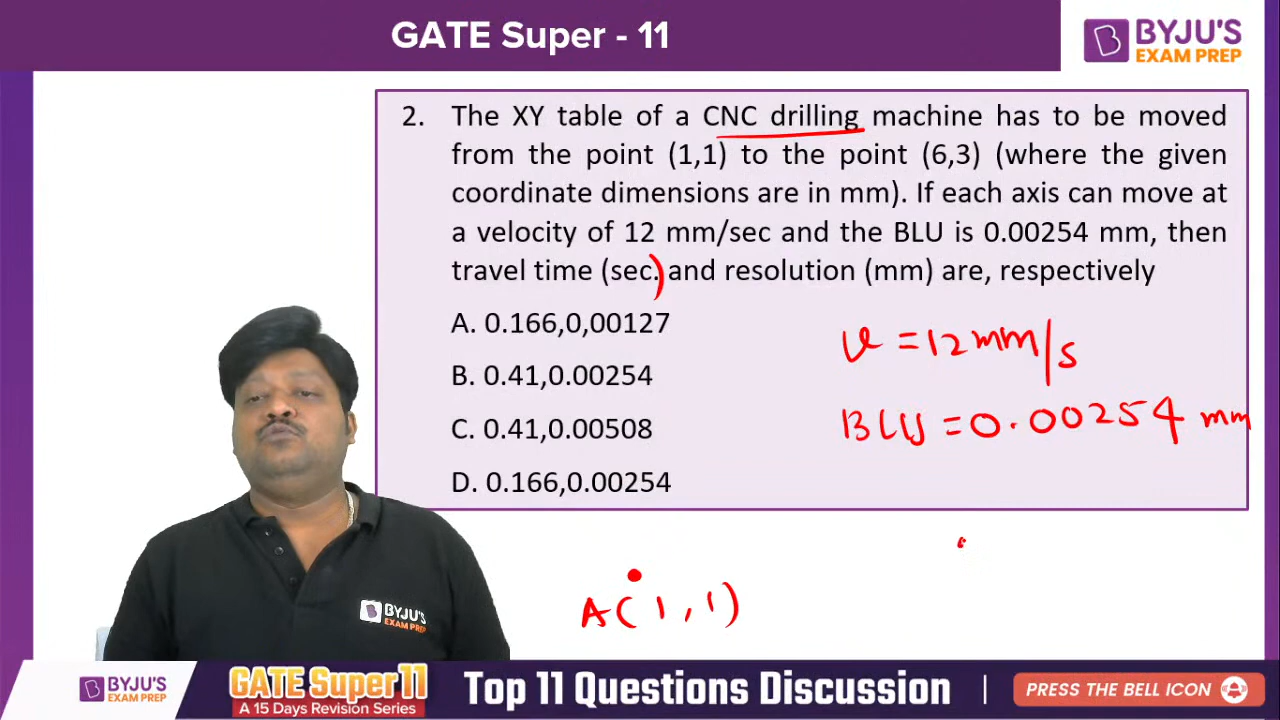 GATE Super - 11
BYJU'S
EXAM PREP
2. The XY table of a CNC drilling machine has to be moved
from the point (1,1) to the point (6,3) (where the given
coordinate dimensions are in mm). If each axis can move at
a velocity of 12 mm/sec and the BLU is 0.00254 mm, then
travel time (sec.) and resolution (mm) are, respectively
A. 0.166,0,00127
B. 0.41,0.00254
C. 0.41,0.00508
D. 0.166,0.00254
v = 12 mm/s
BLU = 0.00254 mm
A(1,1)
BYJU'S
EXAM PREP
BYJU'S
EXAM PREP
GATE Super 11
A 15 Days Revision Series
Top 11 Questions Discussion
PRESS THE BELL ICON